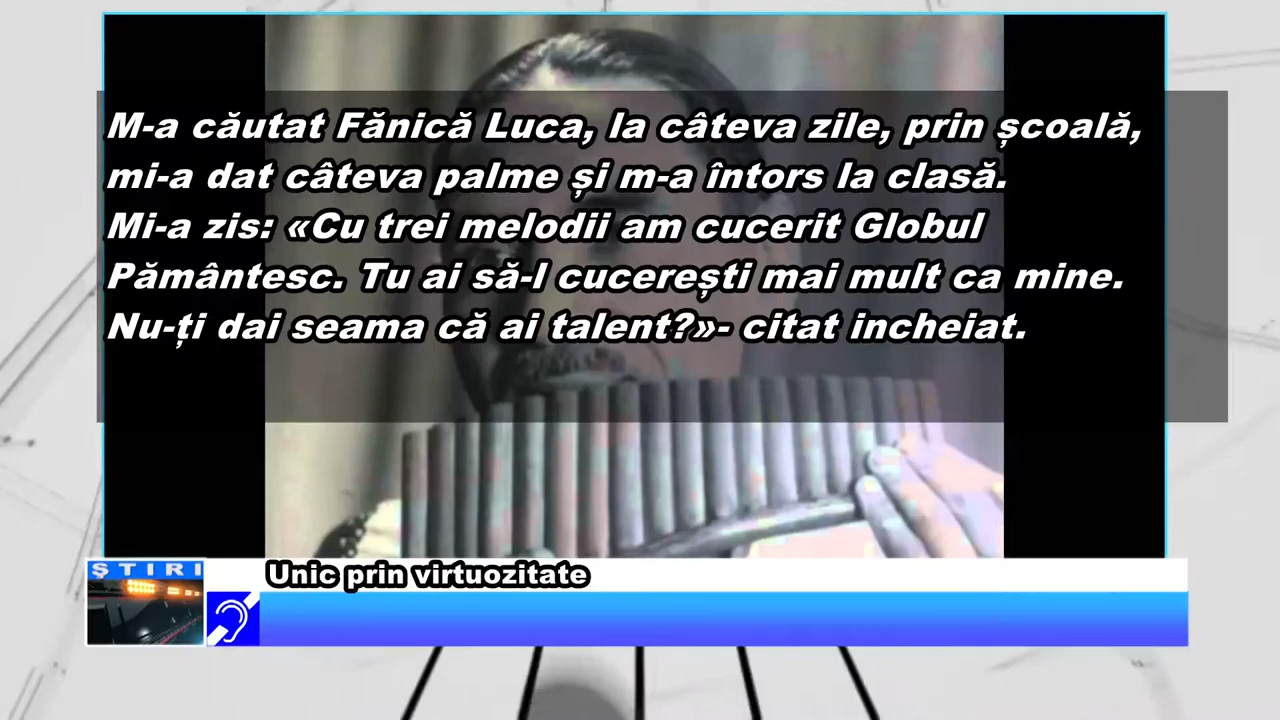 M-a căutat Fănică Luca, la câteva zile, prin școală,
mi-a dat câteva palme și m-a întors la clasă.
Mi-a zis: «Cu trei melodii am cucerit Globul
Pământesc. Tu ai să-l cucerești mai mult ca mine.
Nu-ți dai seama că ai talent?»- citat incheiat.
ȘTIRI
Unic prin virtuozitate